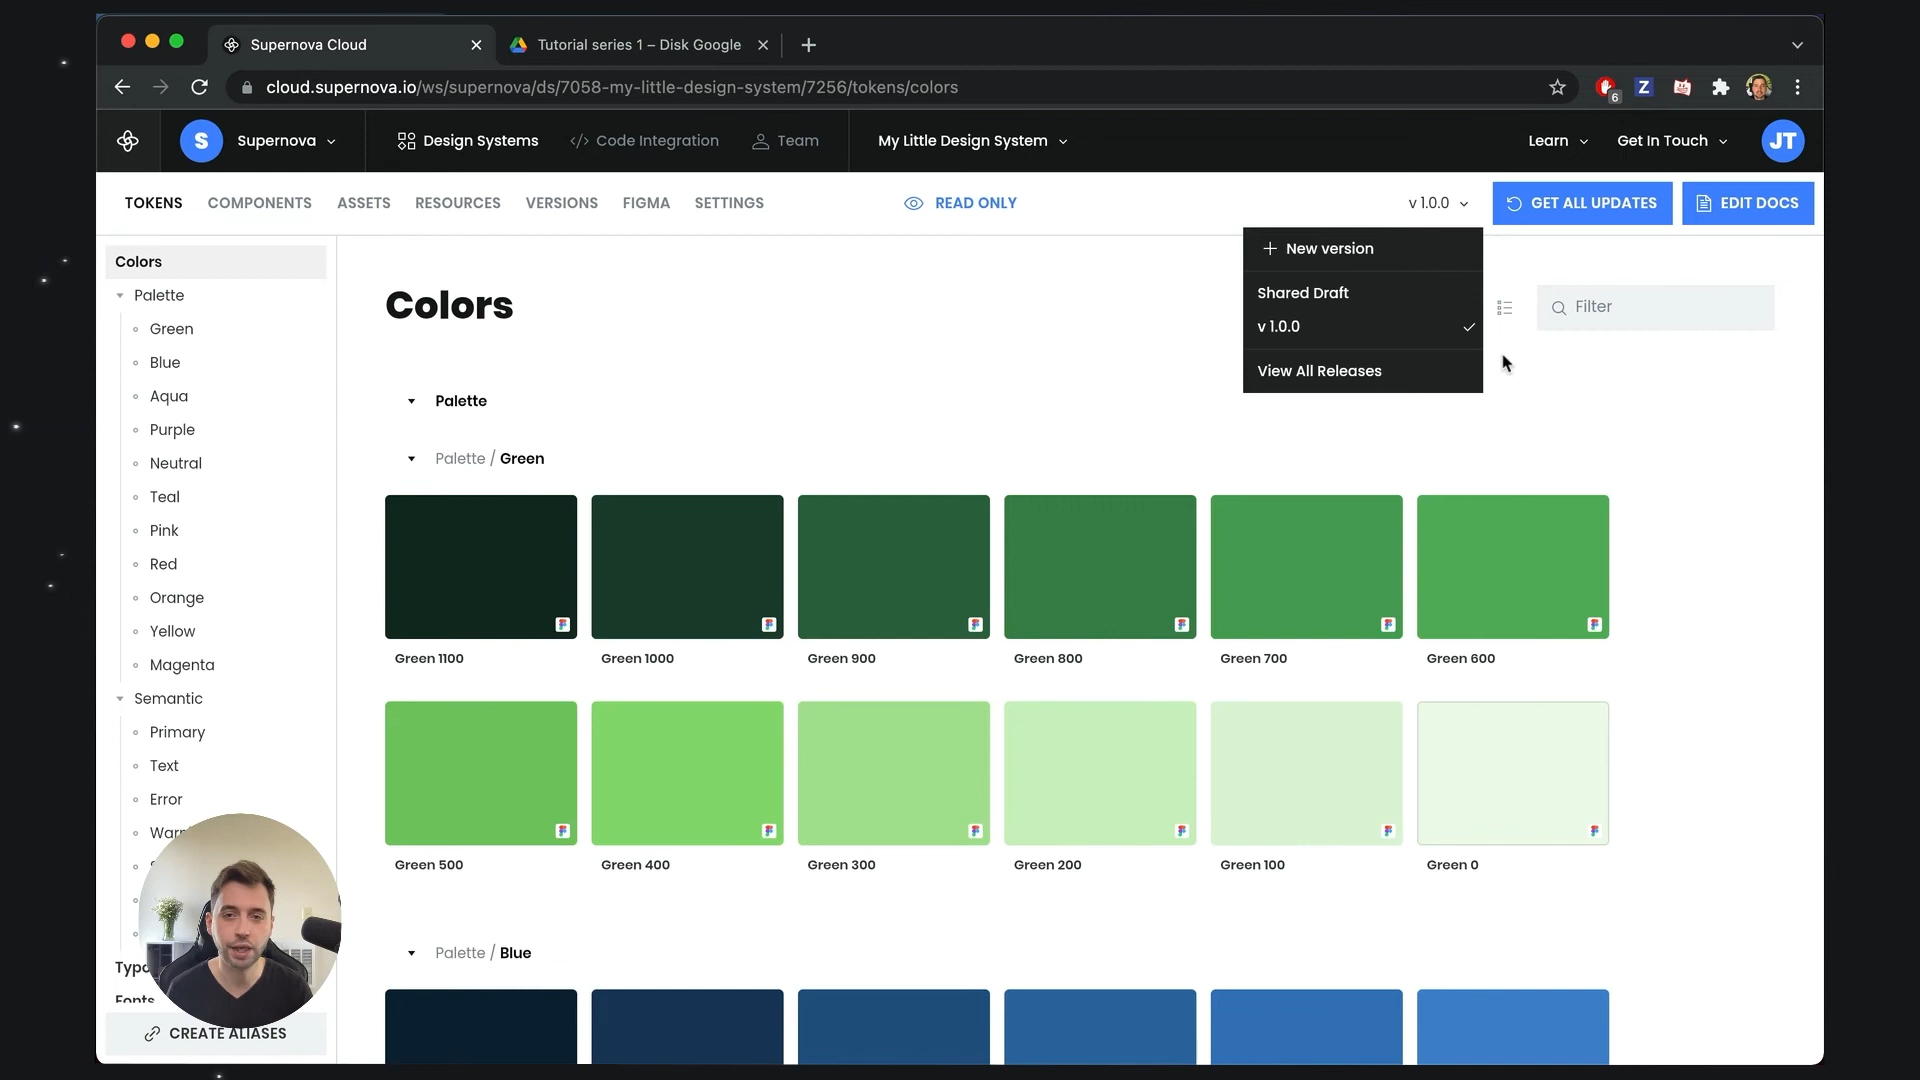 Supernova Cloud
Tutorial series 1 – Disk Google
cloud.supernova.io/ws/supernova/ds/7058-my-little-design-system/7256/tokens/colors
6
Z
S
Supernova
Design Systems
Code Integration
Team
My Little Design System
Learn
Get In Touch
JT
TOKENS
COMPONENTS
ASSETS
RESOURCES
VERSIONS
FIGMA
SETTINGS
READ ONLY
v 1.0.0
GET ALL UPDATES
EDIT DOCS
New version
Shared Draft
v 1.0.0
View All Releases
Filter
Colors
Palette
Green
Blue
Aqua
Purple
Neutral
Teal
Pink
Red
Orange
Yellow
Magenta
Semantic
Primary
Text
Error
Fonts
CREATE ALIASES
Colors
Palette
Palette / Green
Green 1100
Green 1000
Green 900
Green 800
Green 700
Green 600
Green 500
Green 400
Green 300
Green 200
Green 100
Green 0
Palette / Blue